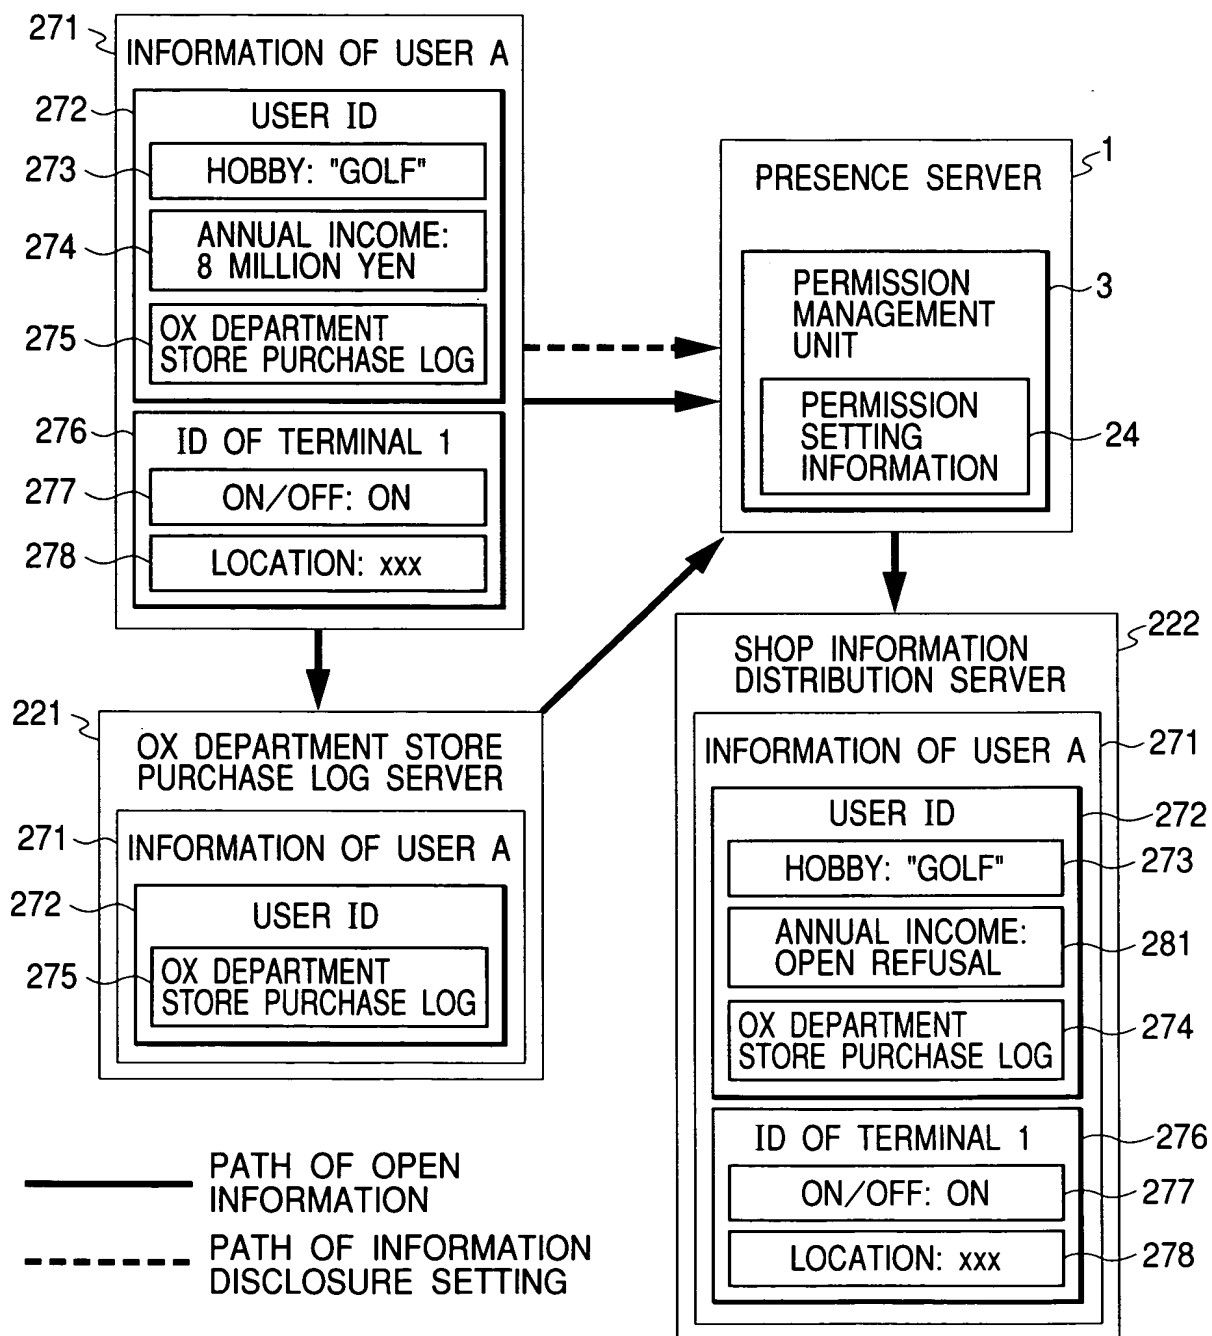 271
INFORMATION OF USER A
272
USER ID
273
HOBBY: "GOLF"
274
ANNUAL INCOME:
8 MILLION YEN
275
OX DEPARTMENT
STORE PURCHASE LOG
276
ID OF TERMINAL 1
277
ON/OFF: ON
278
LOCATION: xxx
1
PRESENCE SERVER
3
PERMISSION
MANAGEMENT
UNIT
24
PERMISSION
SETTING
INFORMATION
221
OX DEPARTMENT STORE
PURCHASE LOG SERVER
271
INFORMATION OF USER A
272
USER ID
275
OX DEPARTMENT
STORE PURCHASE LOG
222
SHOP INFORMATION
DISTRIBUTION SERVER
271
INFORMATION OF USER A
272
USER ID
273
HOBBY: "GOLF"
281
ANNUAL INCOME:
OPEN REFUSAL
274
OX DEPARTMENT
STORE PURCHASE LOG
276
ID OF TERMINAL 1
277
ON/OFF: ON
278
LOCATION: xxx
PATH OF OPEN
INFORMATION
PATH OF INFORMATION
DISCLOSURE SETTING